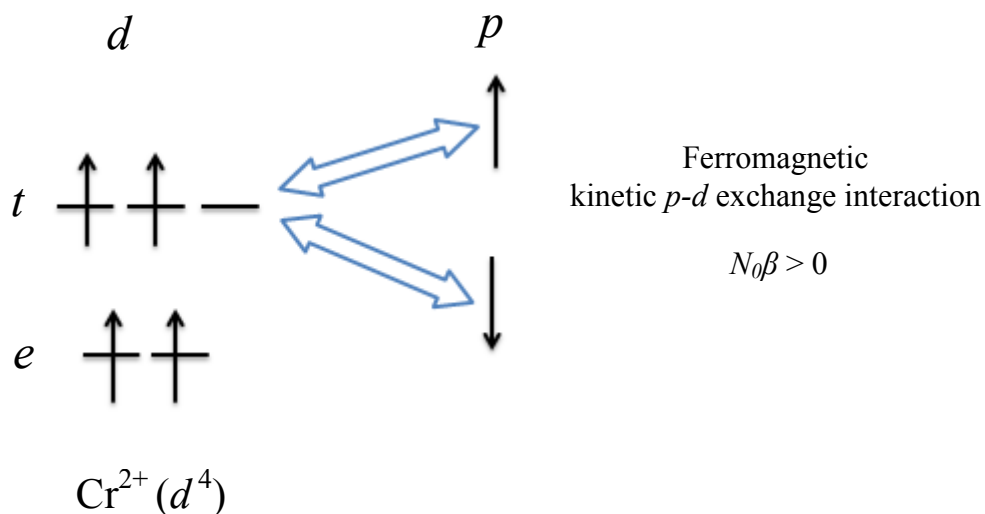 d
p
t
e
Ferromagnetic
kinetic p-d exchange interaction
N₀β > 0
Cr²⁺ (d⁴)